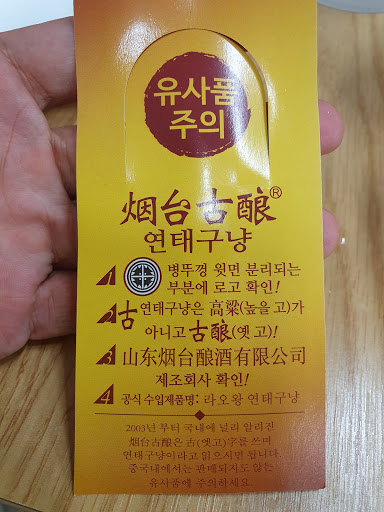 유사품
주의
烟台古酿®
연태구냥
1 병뚜껑 윗면 분리되는
부분에 로고 확인!
2 古 연태구냥은 高粱(높을 고)가
아니고 古酿(옛 고)!
3 山东烟台酿酒有限公司
제조회사 확인!
4 공식수입제품명: 라오왕 연태구냥
2003년 부터 국내에 널리 알려진
烟台古酿은 古(옛고)字를 쓰며
연태구냥이라고 읽으시면 됩니다.
중국내에서는 판매되지도 않는
유사품에 주의하세요.